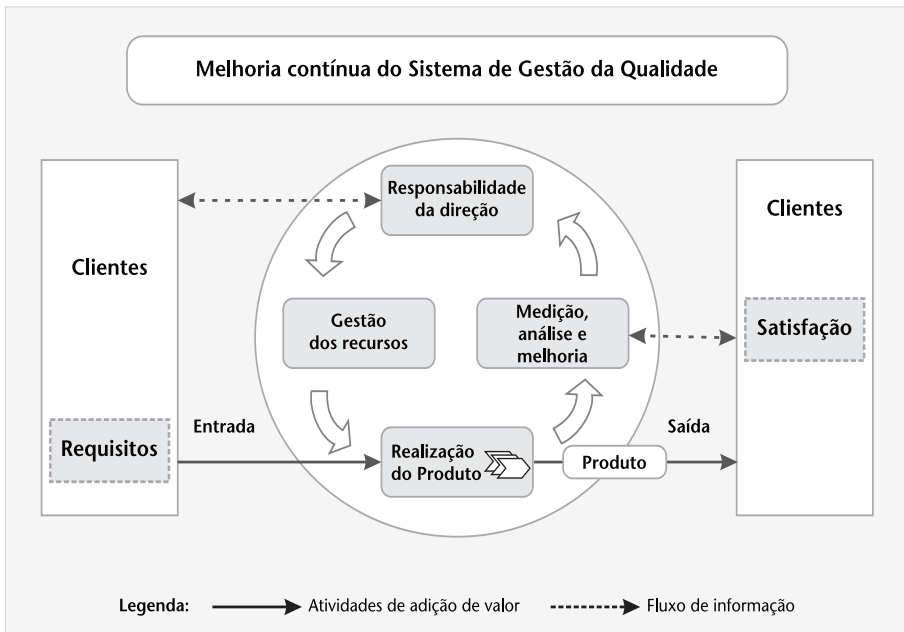 Melhoria contínua do Sistema de Gestão da Qualidade
Responsabilidade
da direção
Clientes
Clientes
Gestão
dos recursos
Medição,
análise e
melhoria
Satisfação
Requisitos
Entrada
Realização
do Produto
Produto
Saída
Legenda:
Atividades de adição de valor
Fluxo de informação